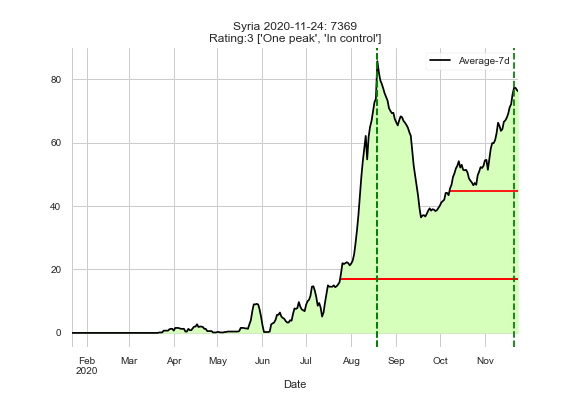 Syria 2020-11-24: 7369
Rating:3 ['One peak', 'In control']
Average-7d
80
60
40
20
0
Feb Mar Apr May Jun Jul Aug Sep Oct Nov
2020
Date